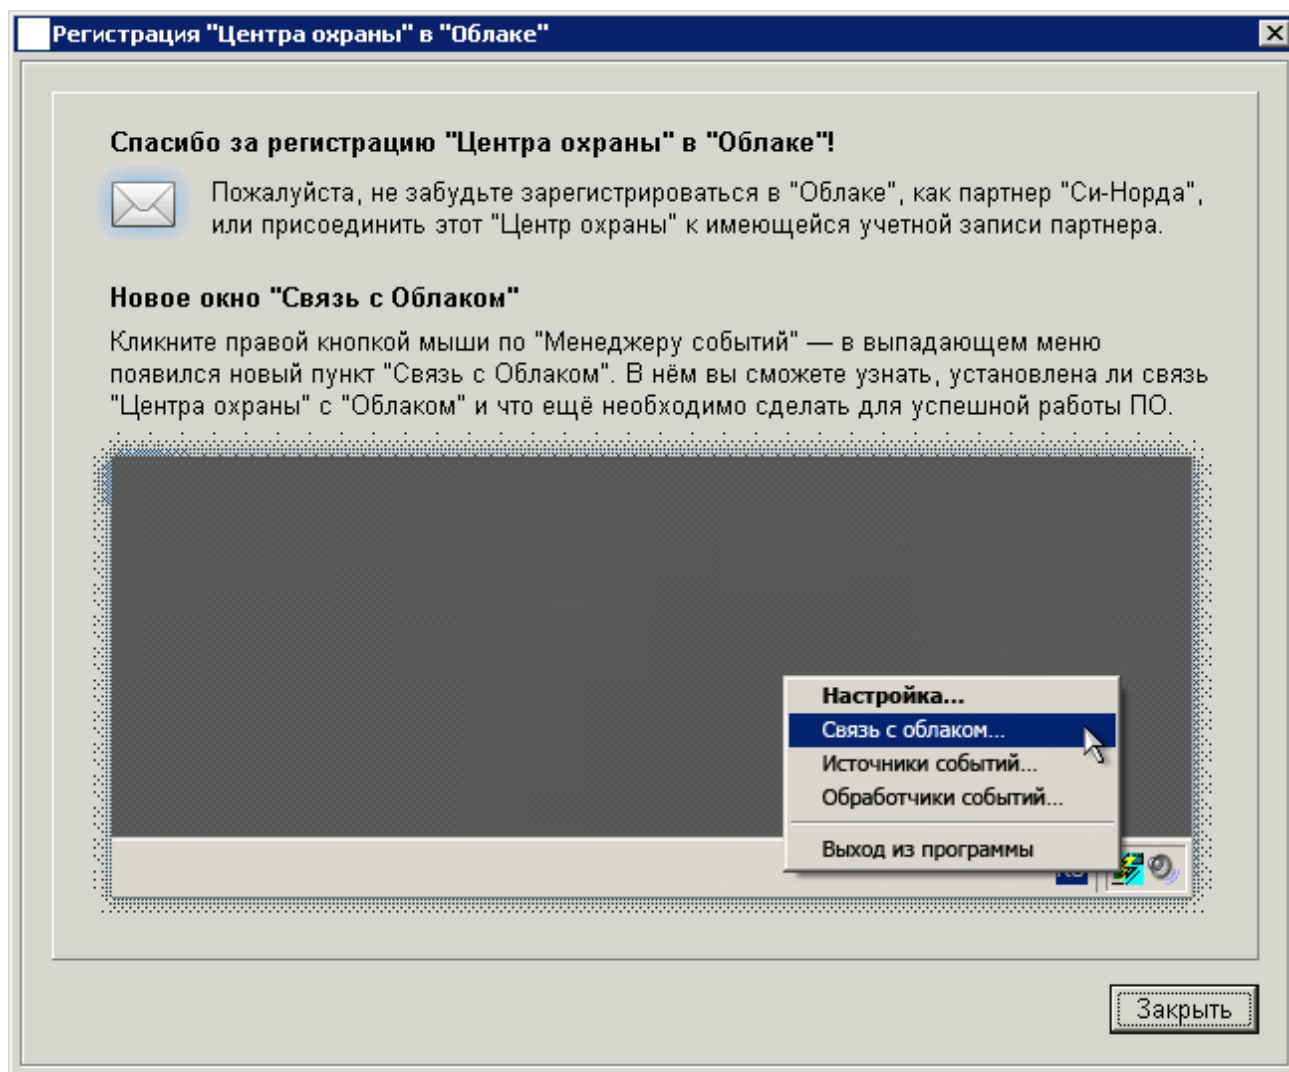 Регистрация "Центра охраны" в "Облаке"
Спасибо за регистрацию "Центра охраны" в "Облаке"!
Пожалуйста, не забудьте зарегистрироваться в "Облаке", как партнер "Си-Норда",
или присоединить этот "Центр охраны" к имеющейся учетной записи партнера.
Новое окно "Связь с Облаком"
Кликните правой кнопкой мыши по "Менеджеру событий" — в выпадающем меню
появился новый пункт "Связь с Облаком". В нём вы сможете узнать, установлена ли связь
"Центра охраны" с "Облаком" и что ещё необходимо сделать для успешной работы ПО.
Настройка...
Связь с облаком...
Источники событий...
Обработчики событий...
Выход из программы
Закрыть